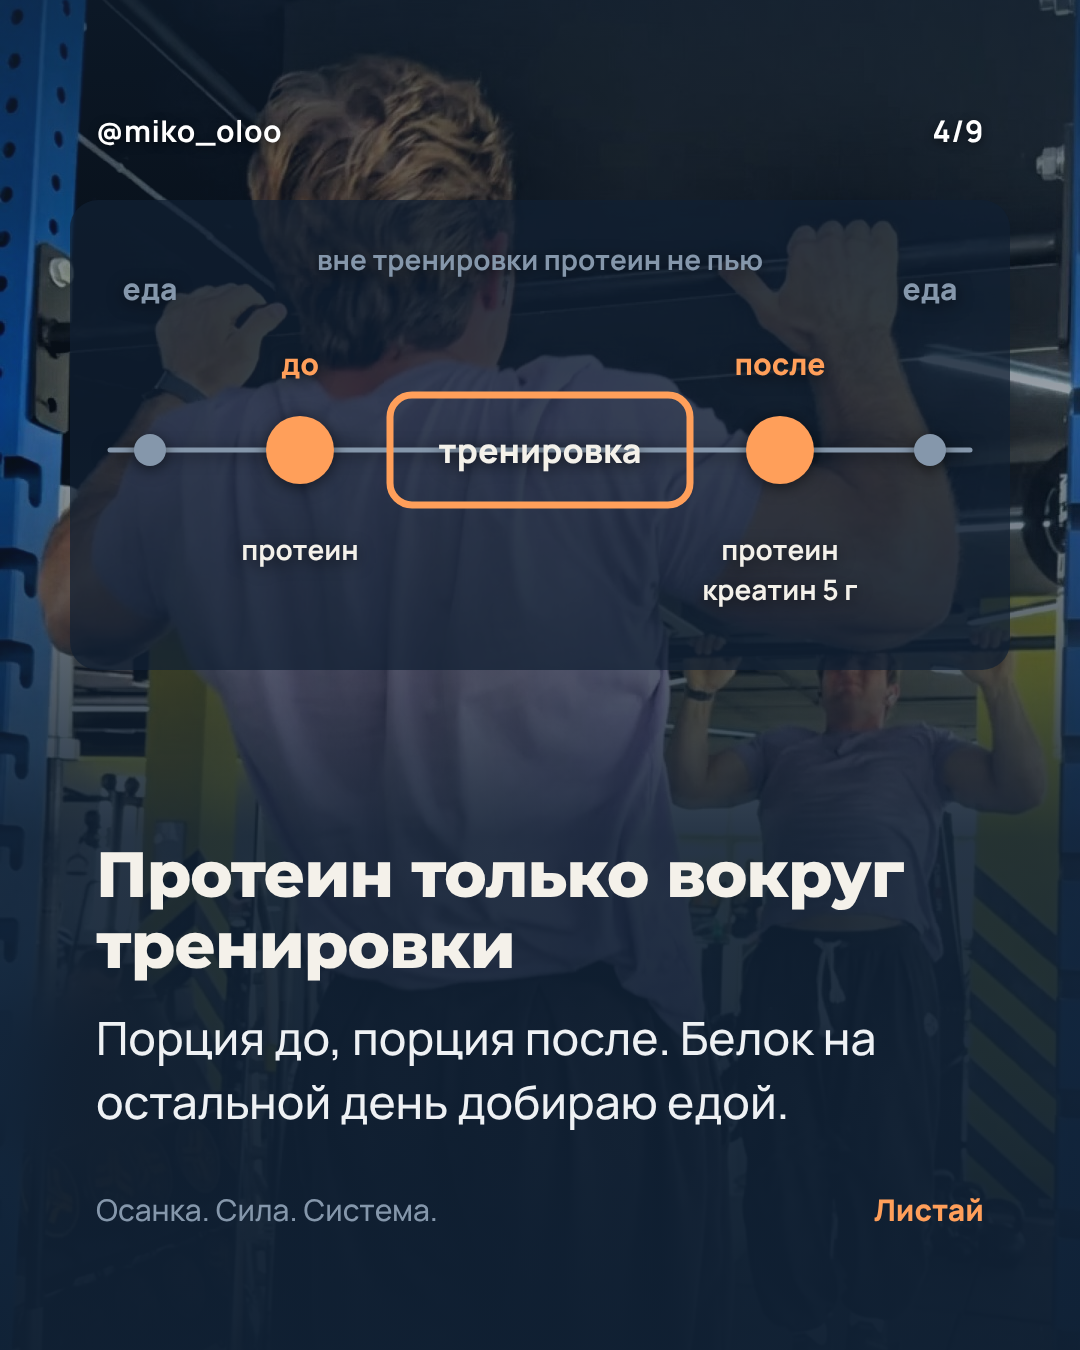 @miko_oloo
4/9
вне тренировки протеин не пью
еда
еда
до
после
тренировка
протеин
протеин
креатин 5 г
Протеин только вокруг
тренировки
Порция до, порция после. Белок на
остальной день добираю едой.
Осанка. Сила. Система.
Листай